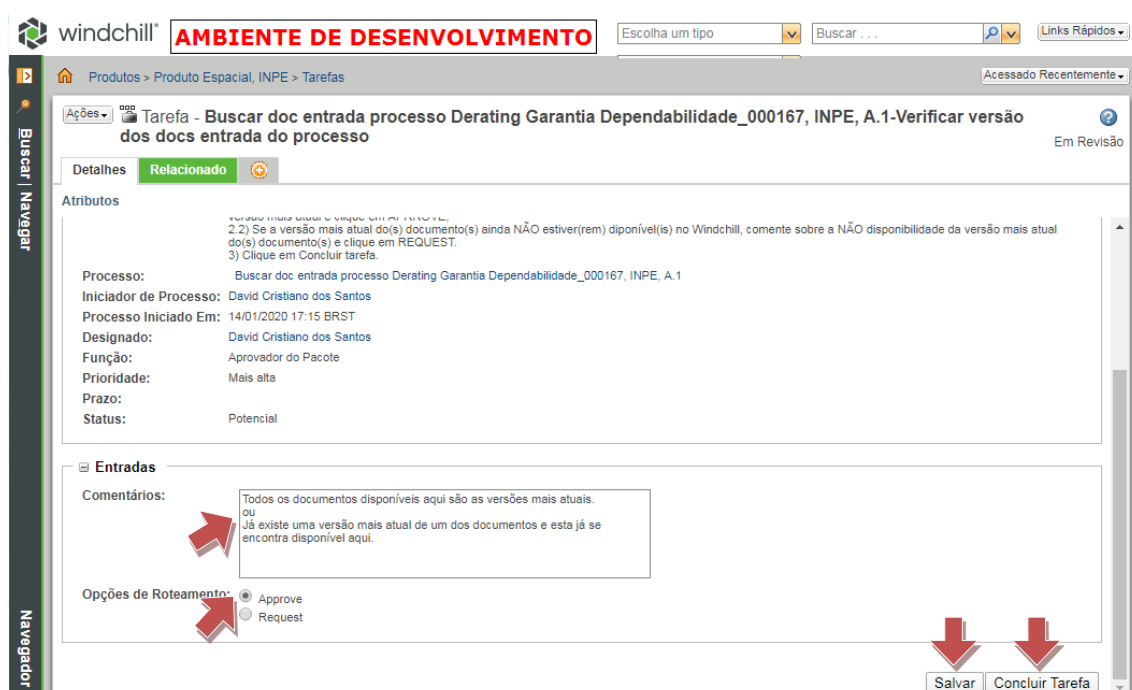 windchill®
AMBIENTE DE DESENVOLVIMENTO
Escolha um tipo
Buscar . . .
Links Rápidos
Produtos > Produto Espacial, INPE > Tarefas
Acessado Recentemente
Buscar | Navegar
Ações
Tarefa - Buscar doc entrada processo Derating Garantia Dependabilidade_000167, INPE, A.1-Verificar versão
dos docs entrada do processo
Em Revisão
Detalhes
Relacionado
Atributos
versão mais atual e clique em
2.2) Se a versão mais atual do(s) documento(s) ainda NÃO estiver(rem) diponível(is) no Windchill, comente sobre a NÃO disponibilidade da versão mais atual
do(s) documento(s) e clique em REQUEST.
3) Clique em Concluir tarefa.
Processo: Buscar doc entrada processo Derating Garantia Dependabilidade_000167, INPE, A.1
Iniciador de Processo: David Cristiano dos Santos
Processo Iniciado Em: 14/01/2020 17:15 BRST
Designado: David Cristiano dos Santos
Função: Aprovador do Pacote
Prioridade: Mais alta
Prazo:
Status: Potencial
Entradas
Comentários:
Todos os documentos disponíveis aqui são as versões mais atuais.
ou
Já existe uma versão mais atual de um dos documentos e esta já se
encontra disponível aqui.
Opções de Roteamento:
Approve
Request
Navegador
Salvar
Concluir Tarefa